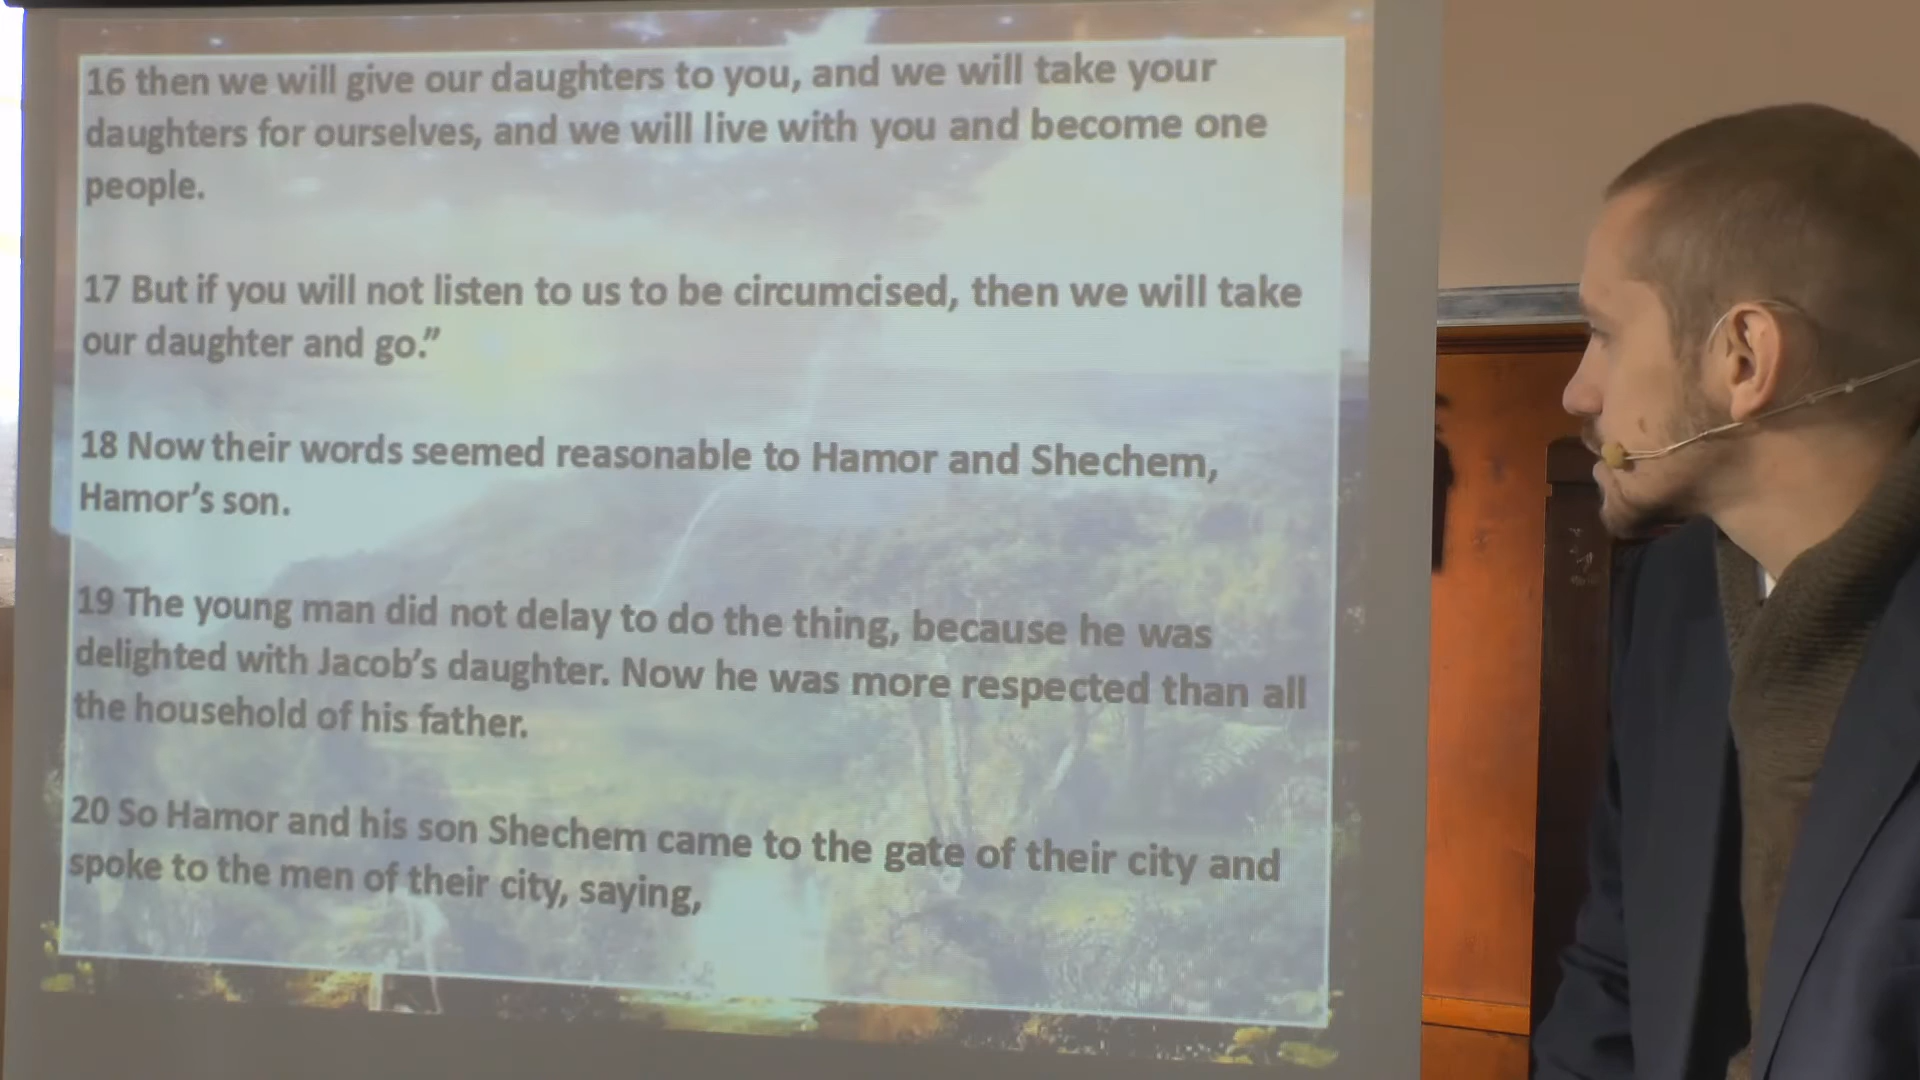 16 then we will give our daughters to you, and we will take your
daughters for ourselves, and we will live with you and become one
people.
17 But if you will not listen to us to be circumcised, then we will take
our daughter and go.”
18 Now their words seemed reasonable to Hamor and Shechem,
Hamor’s son.
19 The young man did not delay to do the thing, because he was
delighted with Jacob’s daughter. Now he was more respected than all
the household of his father.
20 So Hamor and his son Shechem came to the gate of their city and
spoke to the men of their city, saying,